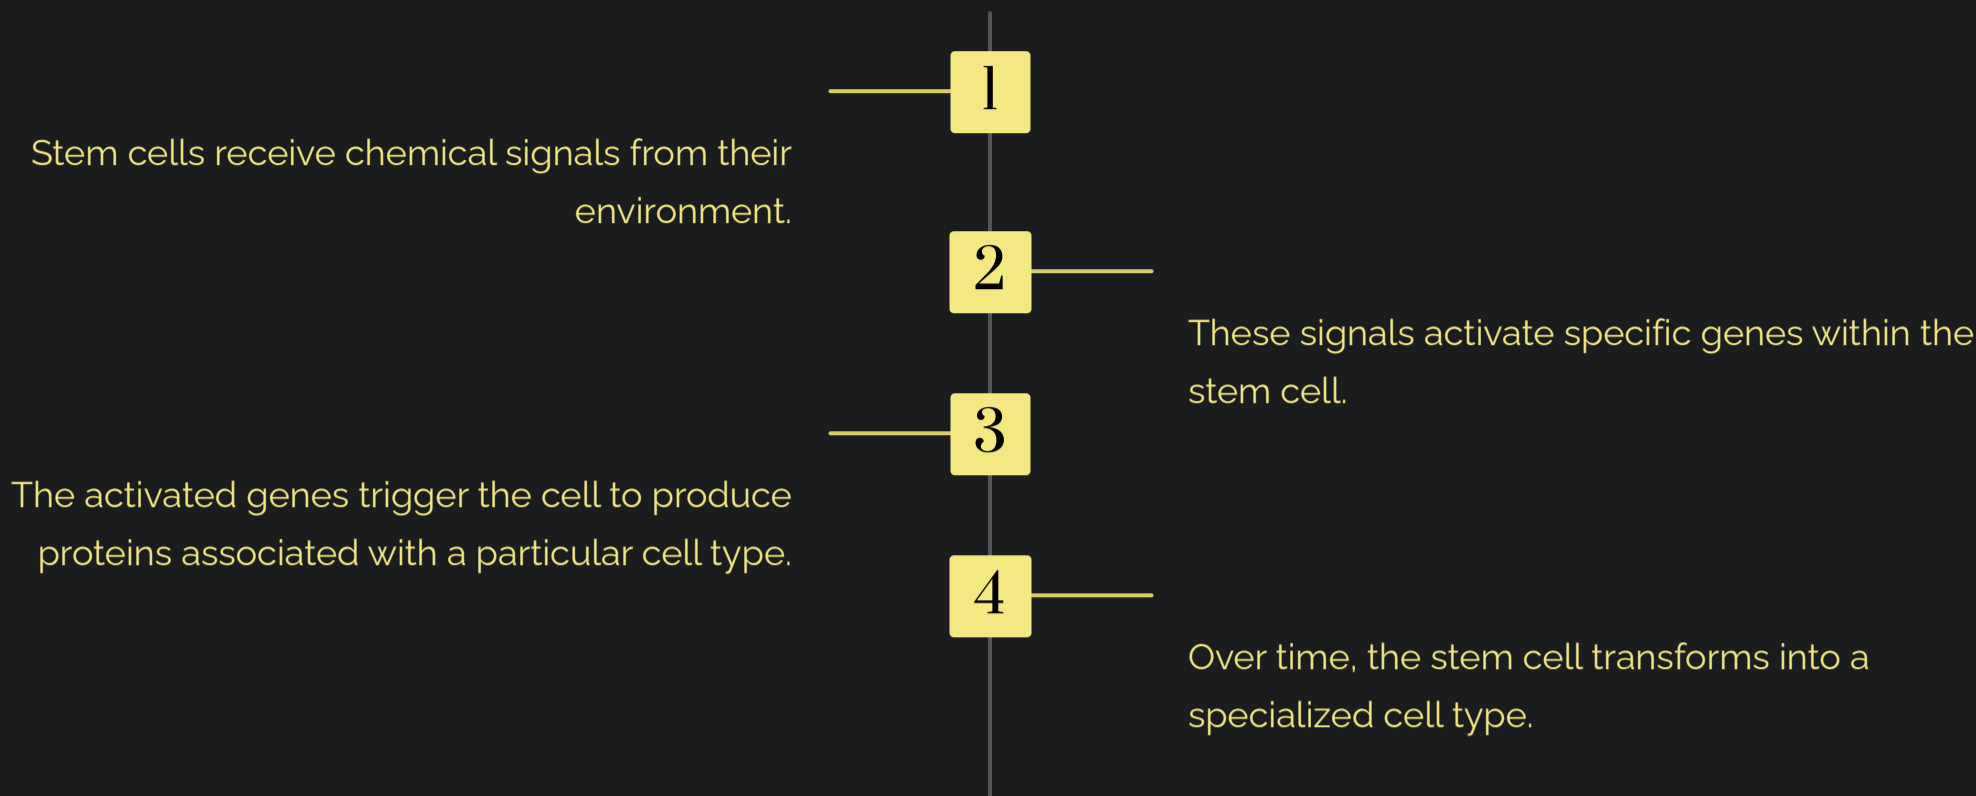 1
Stem cells receive chemical signals from their
environment.
2
These signals activate specific genes within the
stem cell.
3
The activated genes trigger the cell to produce
proteins associated with a particular cell type.
4
Over time, the stem cell transforms into a
specialized cell type.